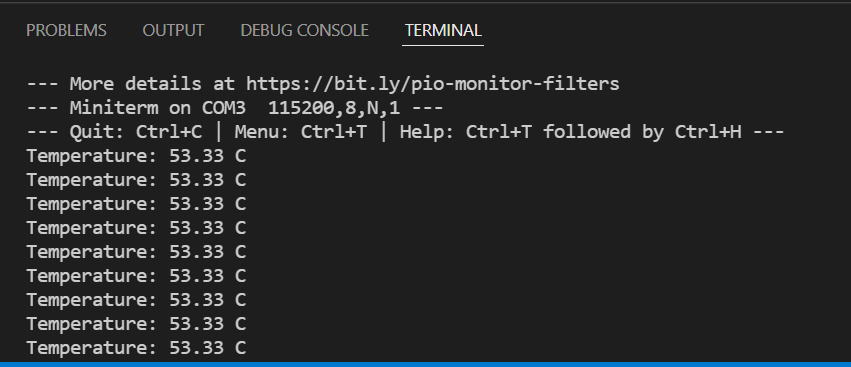 PROBLEMS OUTPUT DEBUG CONSOLE TERMINAL
--- More details at https://bit.ly/pio-monitor-filters
--- Miniterm on COM3  115200,8,N,1 ---
--- Quit: Ctrl+C | Menu: Ctrl+T | Help: Ctrl+T followed by Ctrl+H ---
Temperature: 53.33 C
Temperature: 53.33 C
Temperature: 53.33 C
Temperature: 53.33 C
Temperature: 53.33 C
Temperature: 53.33 C
Temperature: 53.33 C
Temperature: 53.33 C
Temperature: 53.33 C